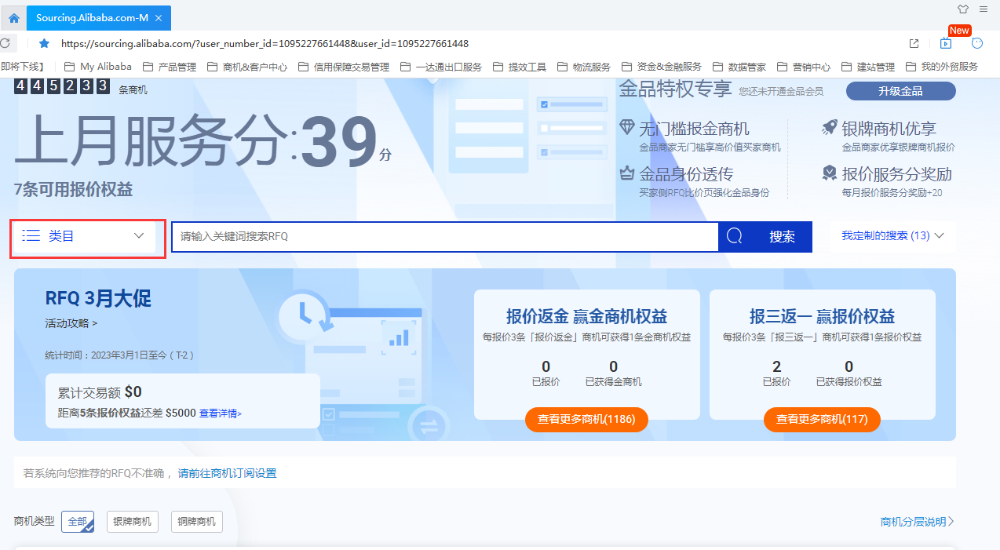 Sourcing.Alibaba.com-M
New
https://sourcing.alibaba.com/?user_number_id=1095227661448&user_id=1095227661448
即将下线】 My Alibaba 产品管理 商机&客户中心 信用保障交易管理 一达通出口服务 提效工具 物流服务 资金&金融服务 数据管家 营销中心 建站管理 我的外贸服务
445233 条商机
金品特权专享 您还未开通金品会员 升级金品
上月服务分:39分
无门槛报金商机 银牌商机优享
金品商家无门槛享高价值买家商机 金品商家优享银牌商机报价
金品身份透传 报价服务分奖励
7条可用报价权益
买家侧RFQ比价页强化金品身份 每月报价服务分奖励+20
类目 请输入关键词搜索RFQ 搜索 我定制的搜索 (13)
RFQ 3月大促
活动攻略 >
统计时间：2023年3月1日至今（T-2）
累计交易额 $0
距离5条报价权益还差 $5000 查看详情>
报价返金 赢金商机权益
每报价3条「报价返金」商机可获得1条金商机权益
0 0
已报价 已获得金商机
查看更多商机(1186)
报三返一 赢报价权益
每报价3条「报三返一」商机可获得1条报价权益
2 0
已报价 已获得报价权益
查看更多商机(117)
若系统向您推荐的RFQ不准确， 请前往商机订阅设置
商机类型 全部 银牌商机 铜牌商机 商机分层说明